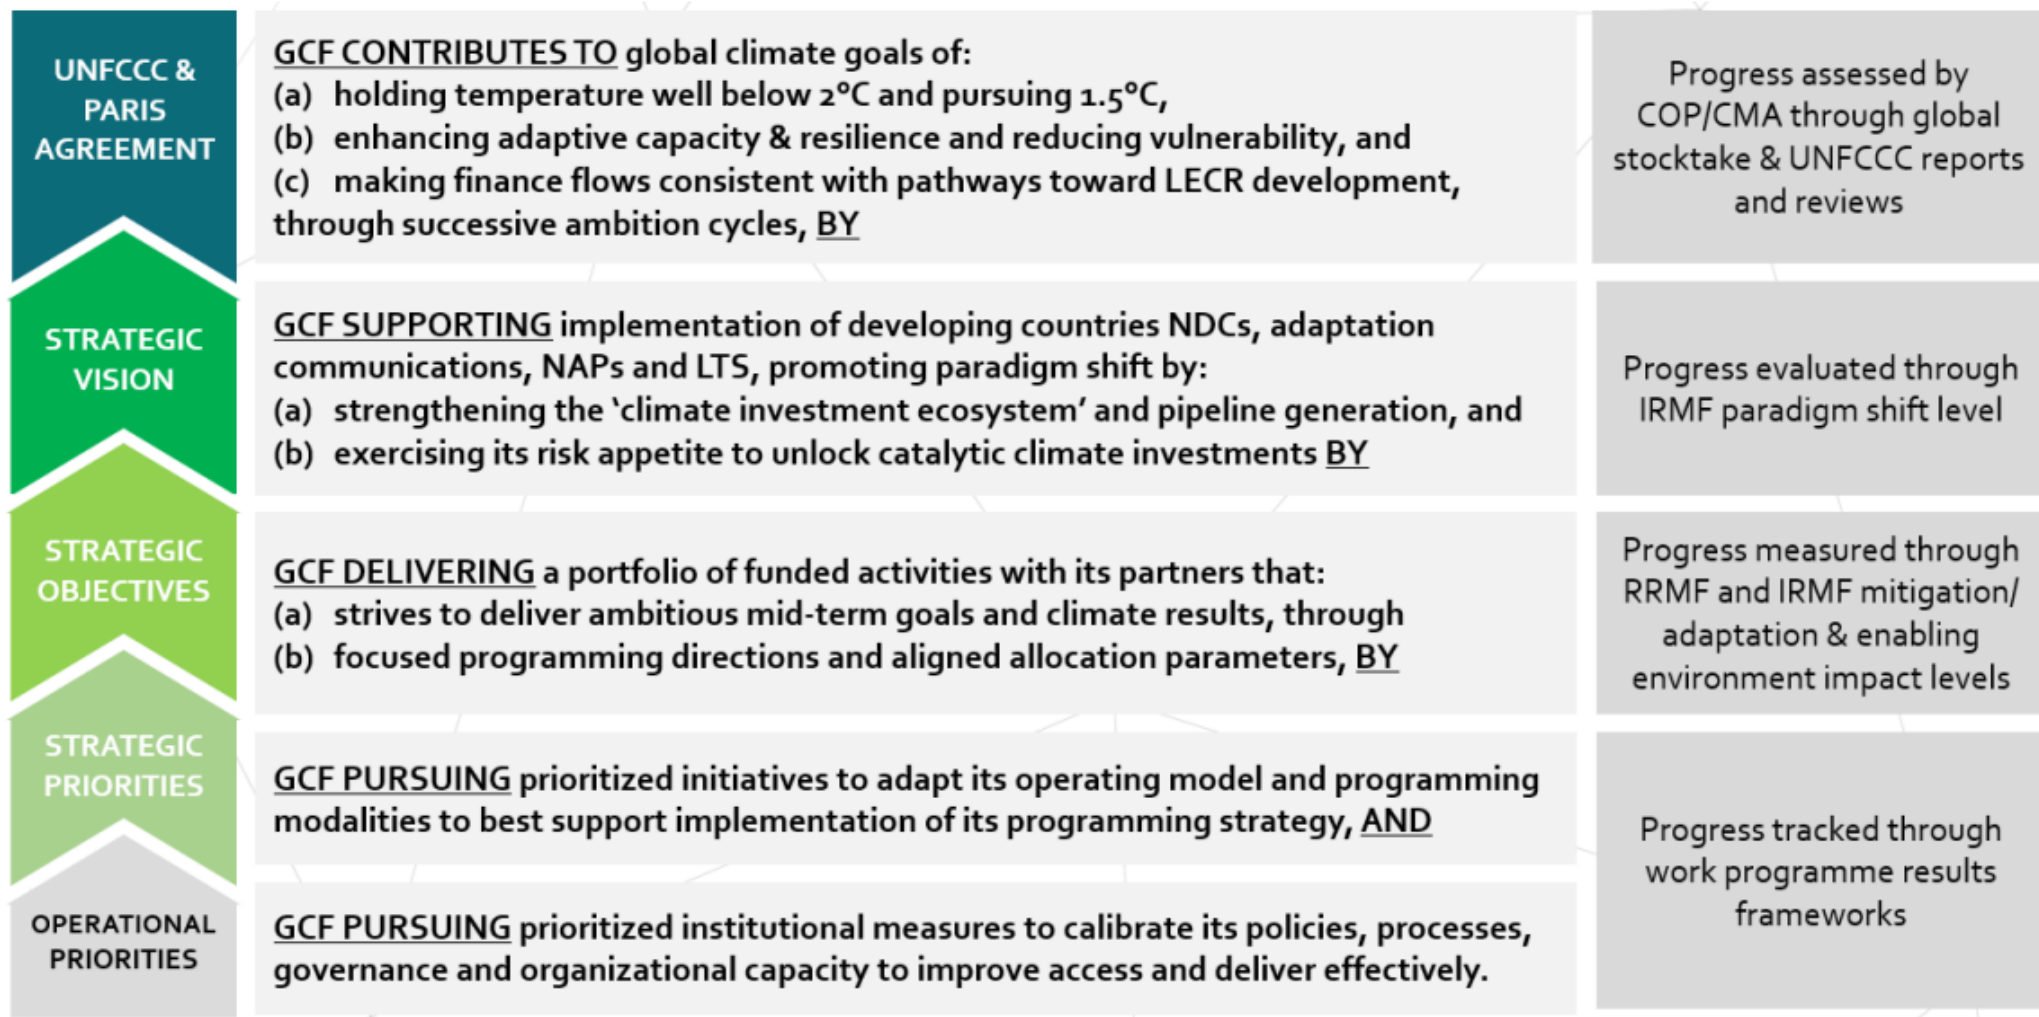 UNFCCC &
PARIS
AGREEMENT
GCF CONTRIBUTES TO global climate goals of:
(a) holding temperature well below 2°C and pursuing 1.5°C,
(b) enhancing adaptive capacity & resilience and reducing vulnerability, and
(c) making finance flows consistent with pathways toward LECR development,
through successive ambition cycles, BY
Progress assessed by
COP/CMA through global
stocktake & UNFCCC reports
and reviews
STRATEGIC
VISION
GCF SUPPORTING implementation of developing countries NDCs, adaptation
communications, NAPs and LTS, promoting paradigm shift by:
(a) strengthening the ‘climate investment ecosystem’ and pipeline generation, and
(b) exercising its risk appetite to unlock catalytic climate investments BY
Progress evaluated through
IRMF paradigm shift level
STRATEGIC
OBJECTIVES
GCF DELIVERING a portfolio of funded activities with its partners that:
(a) strives to deliver ambitious mid-term goals and climate results, through
(b) focused programming directions and aligned allocation parameters, BY
Progress measured through
RRMF and IRMF mitigation/
adaptation & enabling
environment impact levels
STRATEGIC
PRIORITIES
GCF PURSUING prioritized initiatives to adapt its operating model and programming
modalities to best support implementation of its programming strategy, AND
OPERATIONAL
PRIORITIES
GCF PURSUING prioritized institutional measures to calibrate its policies, processes,
governance and organizational capacity to improve access and deliver effectively.
Progress tracked through
work programme results
frameworks